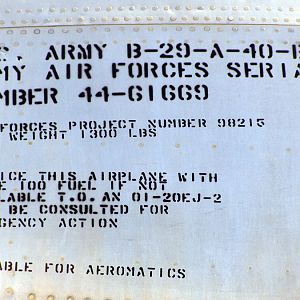 . ARMY B-29-A-40-B
MY AIR FORCES SERIA
MBER 44-61669
FORCES PROJECT NUMBER 98215
WEIGHT 1300 LBS
ICE THIS AIRPLANE WITH
E 100 FUEL IF NOT
LABLE T.O. AN 01-20EJ-2
BE CONSULTED FOR
GENCY ACTION
ABLE FOR AEROMATICS